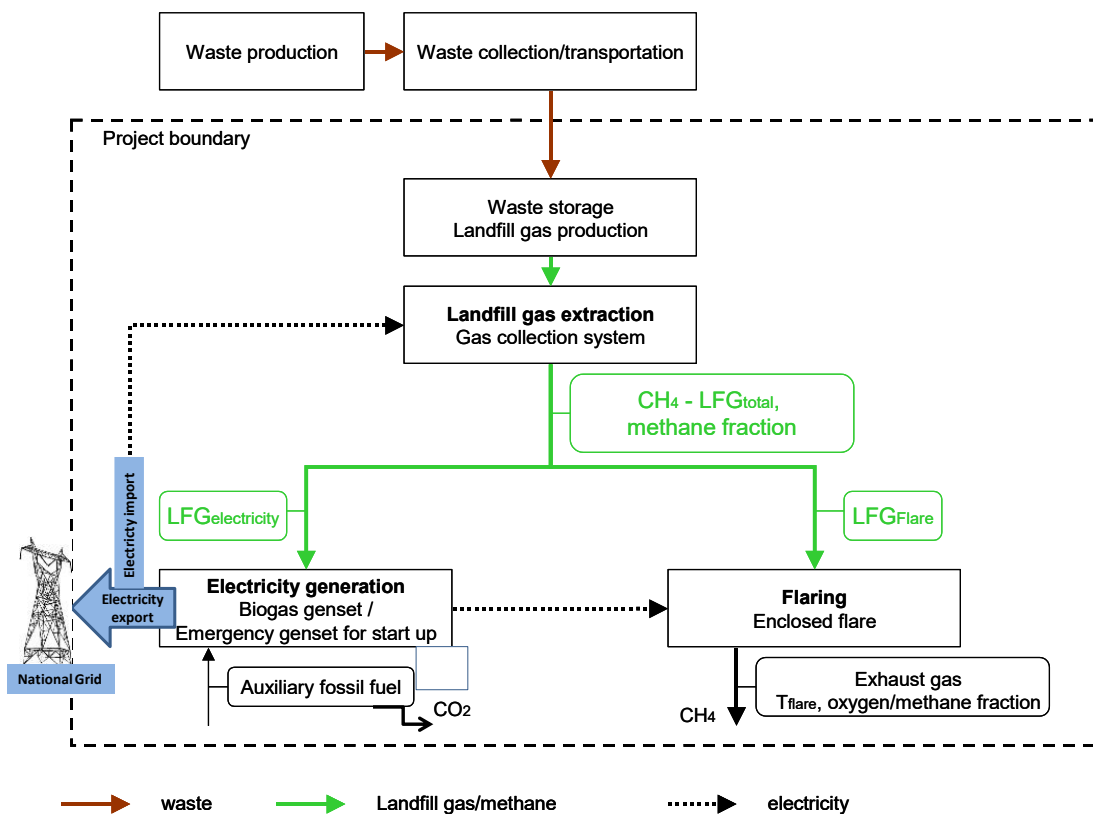 Waste production
Waste collection/transportation
Project boundary
Waste storage
Landfill gas production
Landfill gas extraction
Gas collection system
CH4 - LFGtotal,
methane fraction
LFGelectricity
LFGFlare
Electricty import
Electricity
export
National Grid
Electricity generation
Biogas genset /
Emergency genset for start up
Flaring
Enclosed flare
Auxiliary fossil fuel
CO2
CH4
Exhaust gas
Tflare, oxygen/methane fraction
waste
Landfill gas/methane
electricity